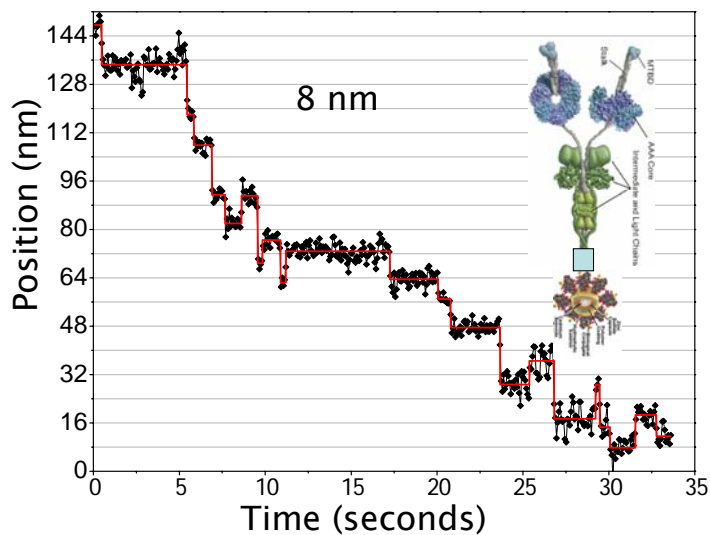 144
128
112
96
80
64
48
32
16
0
Position (nm)
8 nm
0
5
10
15
20
25
30
35
Time (seconds)
Stalk
MTBD
AAA Core
Intermediate and Light Chains